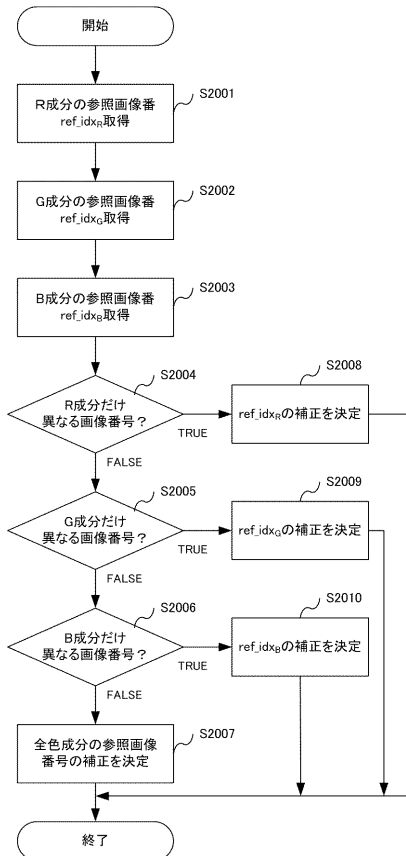 開始
S2001
R成分の参照画像番
ref_idxR取得
S2002
G成分の参照画像番
ref_idxG取得
S2003
B成分の参照画像番
ref_idxB取得
S2004
R成分だけ
異なる画像番号？
TRUE
FALSE
S2008
ref_idxRの補正を決定
S2005
G成分だけ
異なる画像番号？
TRUE
FALSE
S2009
ref_idxGの補正を決定
S2006
B成分だけ
異なる画像番号？
TRUE
FALSE
S2010
ref_idxBの補正を決定
S2007
全色成分の参照画像
番号の補正を決定
終了